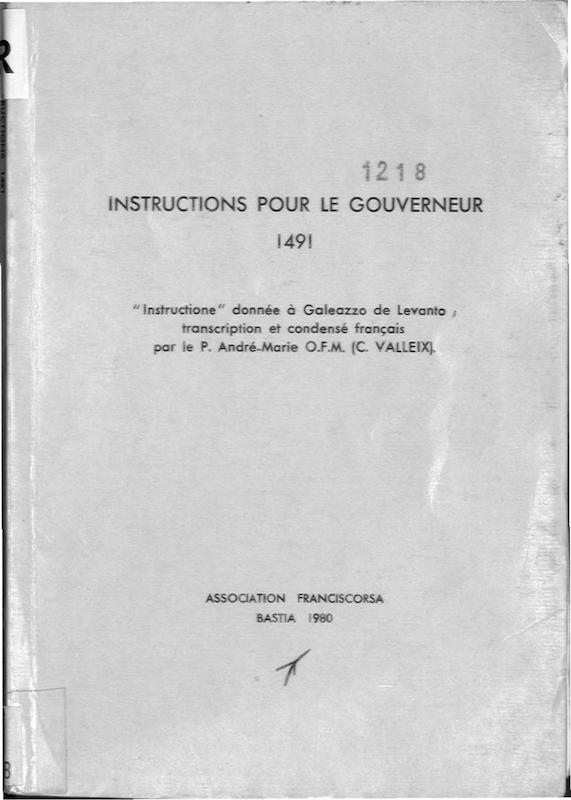 R
1218
INSTRUCTIONS POUR LE GOUVERNEUR
1491
"Instructione" donnée à Galeazzo de Levanto ;
transcription et condensé français
par le P. André-Marie O.F.M. (C. VALLEIX).
ASSOCIATION FRANCISCORSA
BASTIA 1980
8